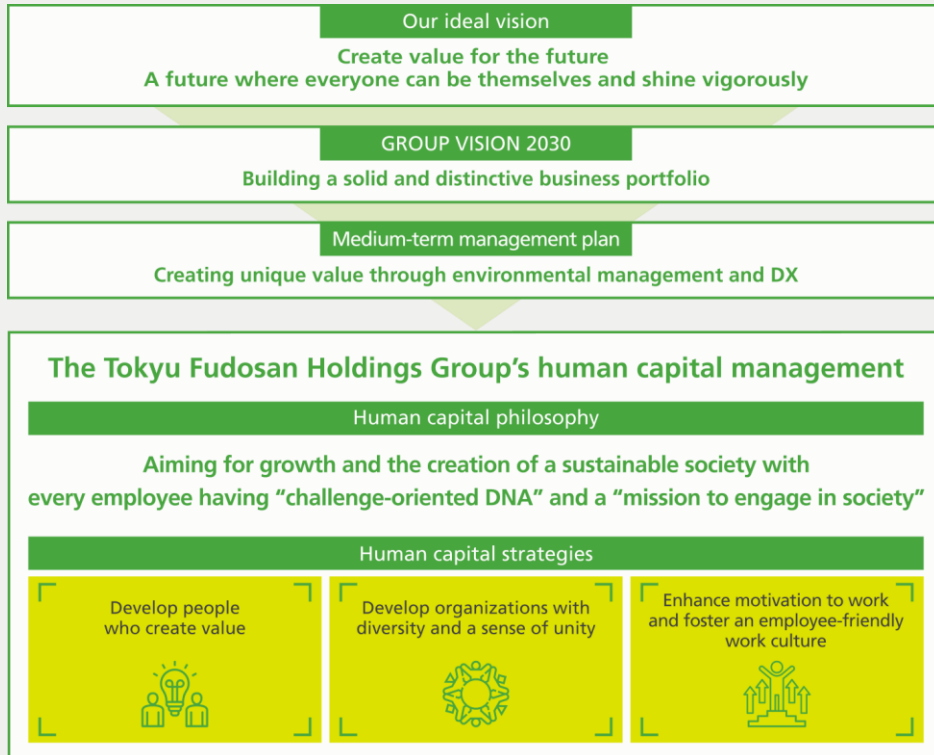 Our ideal vision
Create value for the future
A future where everyone can be themselves and shine vigorously
GROUP VISION 2030
Building a solid and distinctive business portfolio
Medium-term management plan
Creating unique value through environmental management and DX
The Tokyu Fudosan Holdings Group’s human capital management
Human capital philosophy
Aiming for growth and the creation of a sustainable society with
every employee having “challenge-oriented DNA” and a “mission to engage in society”
Human capital strategies
Develop people
who create value
Develop organizations with
diversity and a sense of unity
Enhance motivation to work
and foster an employee-friendly
work culture